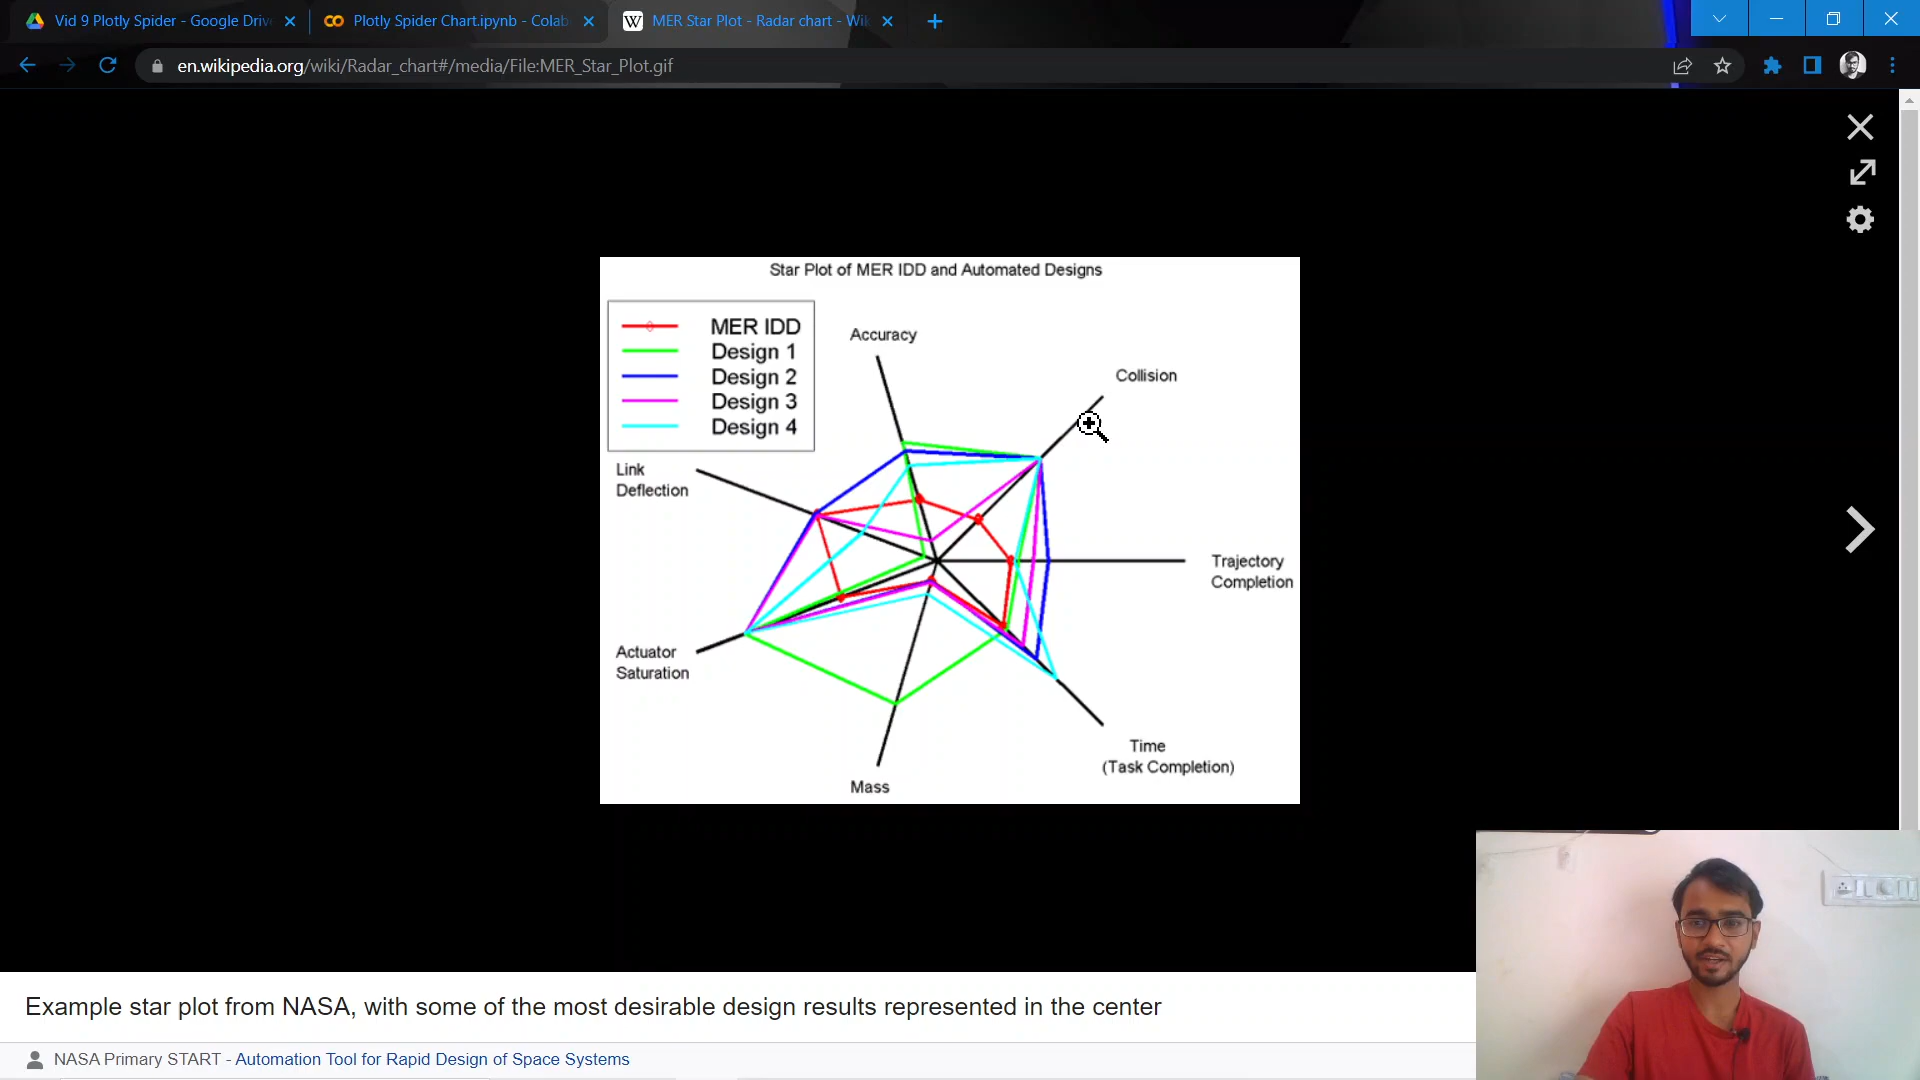 Vid 9 Plotly Spider - Google Driv
Plotly Spider Chart.ipynb - Colab
W MER Star Plot - Radar chart - Wik
en.wikipedia.org/wiki/Radar_chart#/media/File:MER_Star_Plot.gif
Star Plot of MER IDD and Automated Designs
MER IDD
Design 1
Design 2
Design 3
Design 4
Accuracy
Collision
Link
Deflection
Trajectory
Completion
Actuator
Saturation
Time
(Task Completion)
Mass
Example star plot from NASA, with some of the most desirable design results represented in the center
NASA Primary START - Automation Tool for Rapid Design of Space Systems